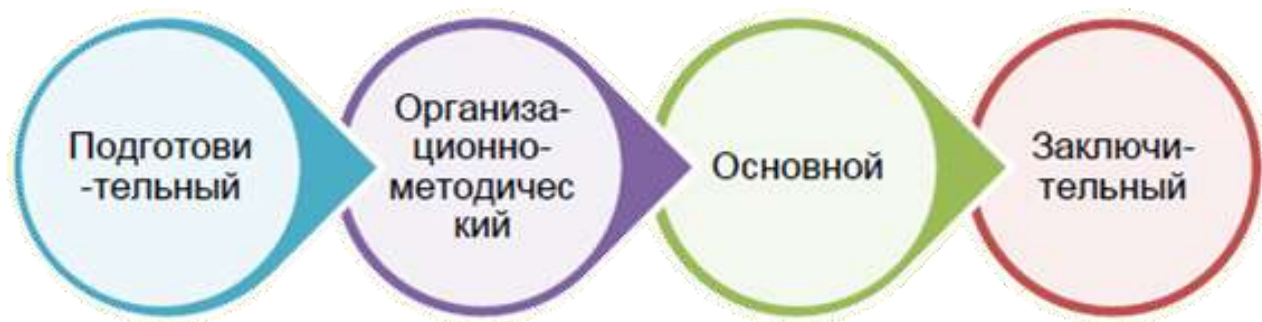 Подготови
-тельный
Организа-
ционно-
методичес
кий
Основной
Заключи-
тельный